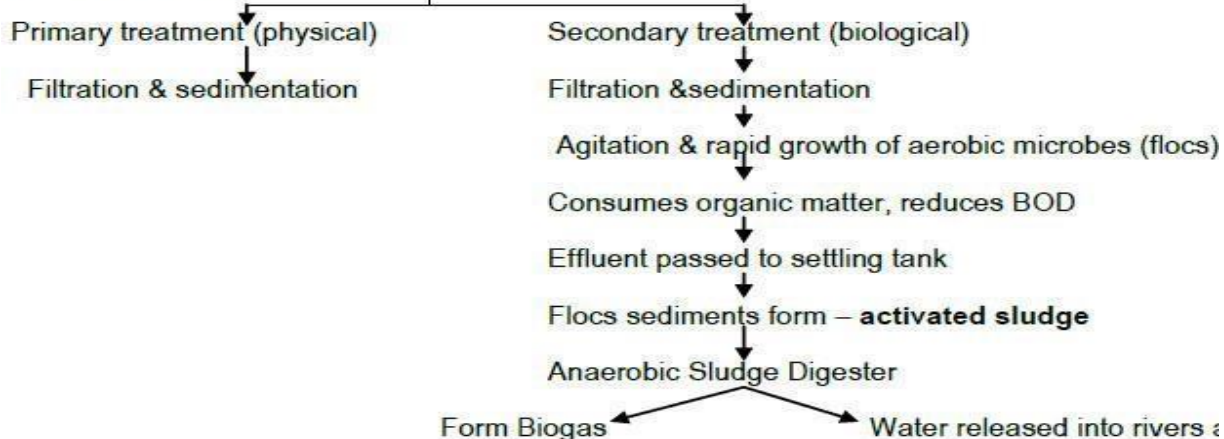 Primary treatment (physical)
Secondary treatment (biological)
Filtration & sedimentation
Filtration &sedimentation
Agitation & rapid growth of aerobic microbes (flocs)
Consumes organic matter, reduces BOD
Effluent passed to settling tank
Flocs sediments form – activated sludge
Anaerobic Sludge Digester
Form Biogas
Water released into rivers a